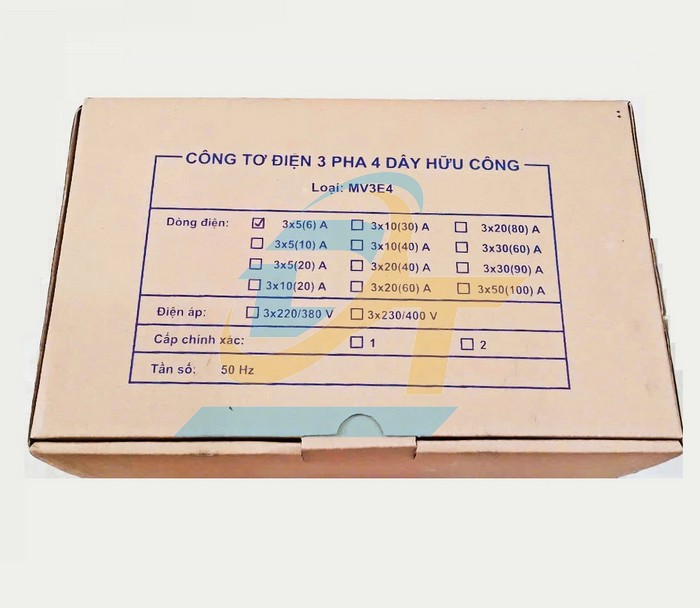 CÔNG TƠ ĐIỆN 3 PHA 4 DÂY HỮU CÔNG
Loại: MV3E4
Dòng điện: ☑ 3x5(6) A ☐ 3x10(30) A ☐ 3x20(80) A
☐ 3x5(10) A ☐ 3x10(40) A ☐ 3x30(60) A
☐ 3x5(20) A ☐ 3x20(40) A ☐ 3x30(90) A
☐ 3x10(20) A ☐ 3x20(60) A ☐ 3x50(100) A
Điện áp: ☐ 3x220/380 V ☐ 3x230/400 V
Cấp chính xác: ☐ 1 ☐ 2
Tần số: 50 Hz